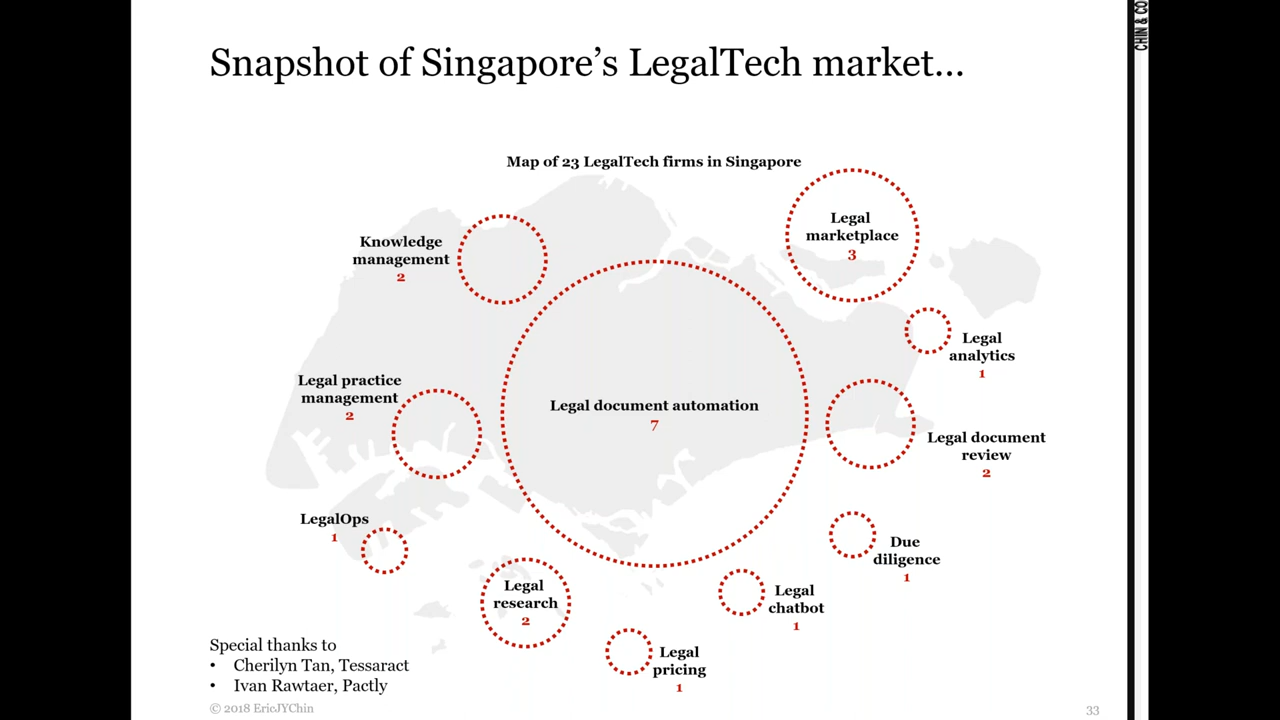 CHIN & CO
Snapshot of Singapore’s LegalTech market...
Map of 23 LegalTech firms in Singapore
Legal
marketplace
3
Knowledge
management
2
Legal
analytics
1
Legal practice
management
2
Legal document automation
7
Legal document
review
2
LegalOps
1
Due
diligence
1
Legal
research
2
Legal
chatbot
1
Legal
pricing
1
Special thanks to
• Cherilyn Tan, Tessaract
• Ivan Rawtaer, Pactly
© 2018 EricJYChin
33